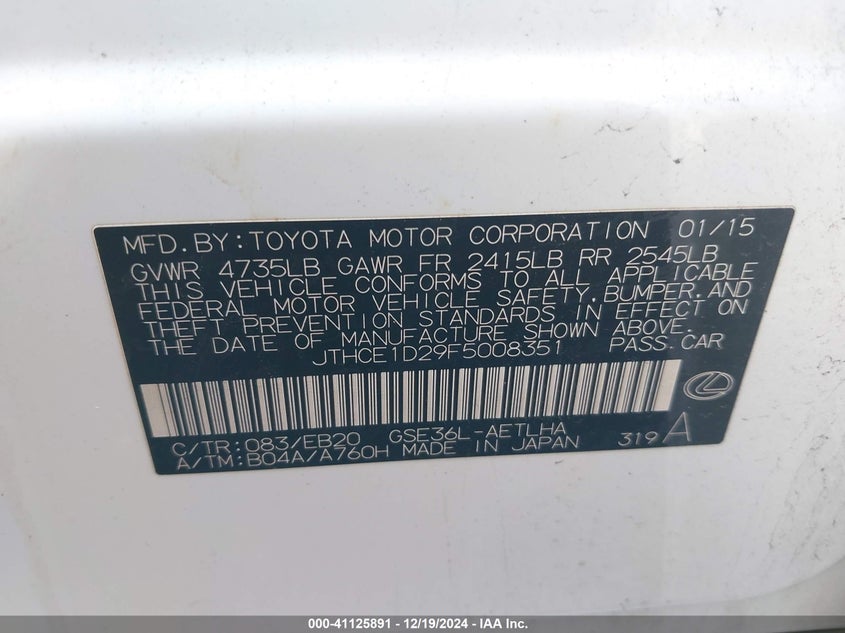 MFD. BY: TOYOTA MOTOR CORPORATION 01/15
GVWR 4735LB GAWR FR 2415LB RR 2545LB
THIS VEHICLE CONFORMS TO ALL APPLICABLE
FEDERAL MOTOR VEHICLE SAFETY, BUMPER, AND
THEFT PREVENTION STANDARDS IN EFFECT ON
THE DATE OF MANUFACTURE SHOWN ABOVE.
JTHCE1D29F5008351 PASS.CAR
C/TR: 083/EB20 GSE36L-AETLHA
A/TM: B04A/A760H MADE IN JAPAN 319 A
000-41125891 - 12/19/2024 - IAA Inc.